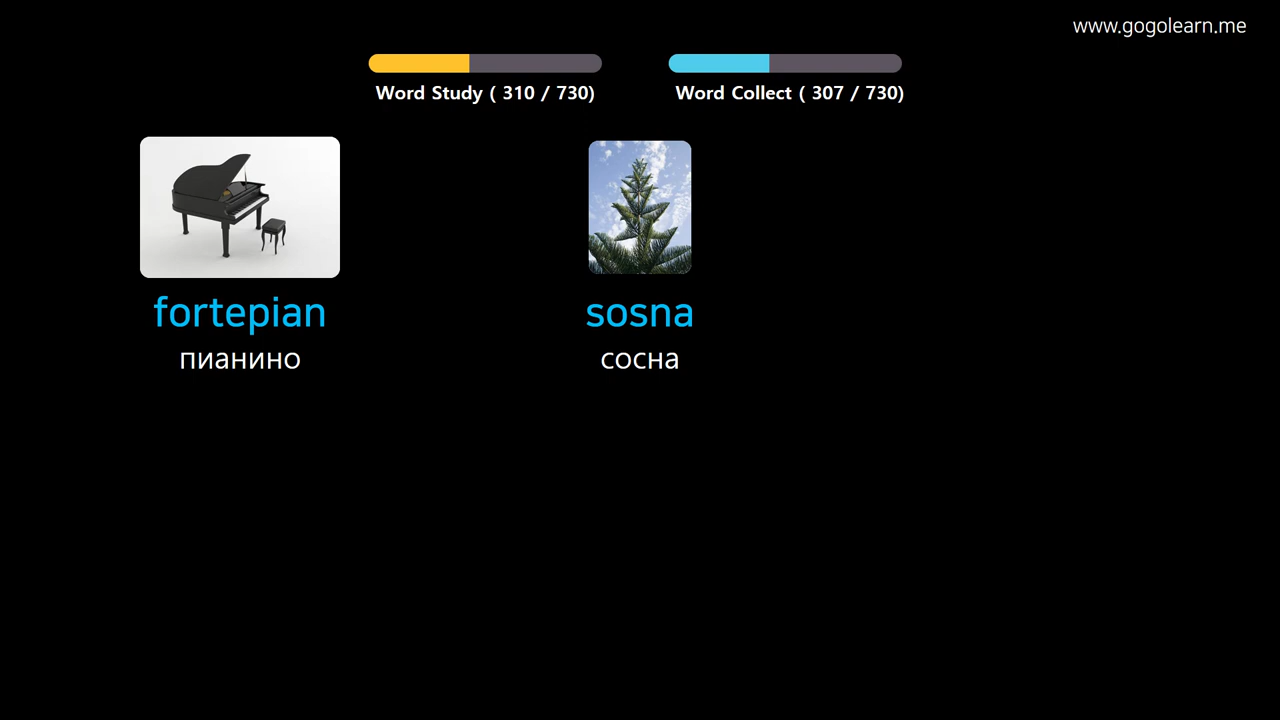 www.gogolearn.me
Word Study ( 310 / 730)
Word Collect ( 307 / 730)
fortepian
sosna
пианино
сосна